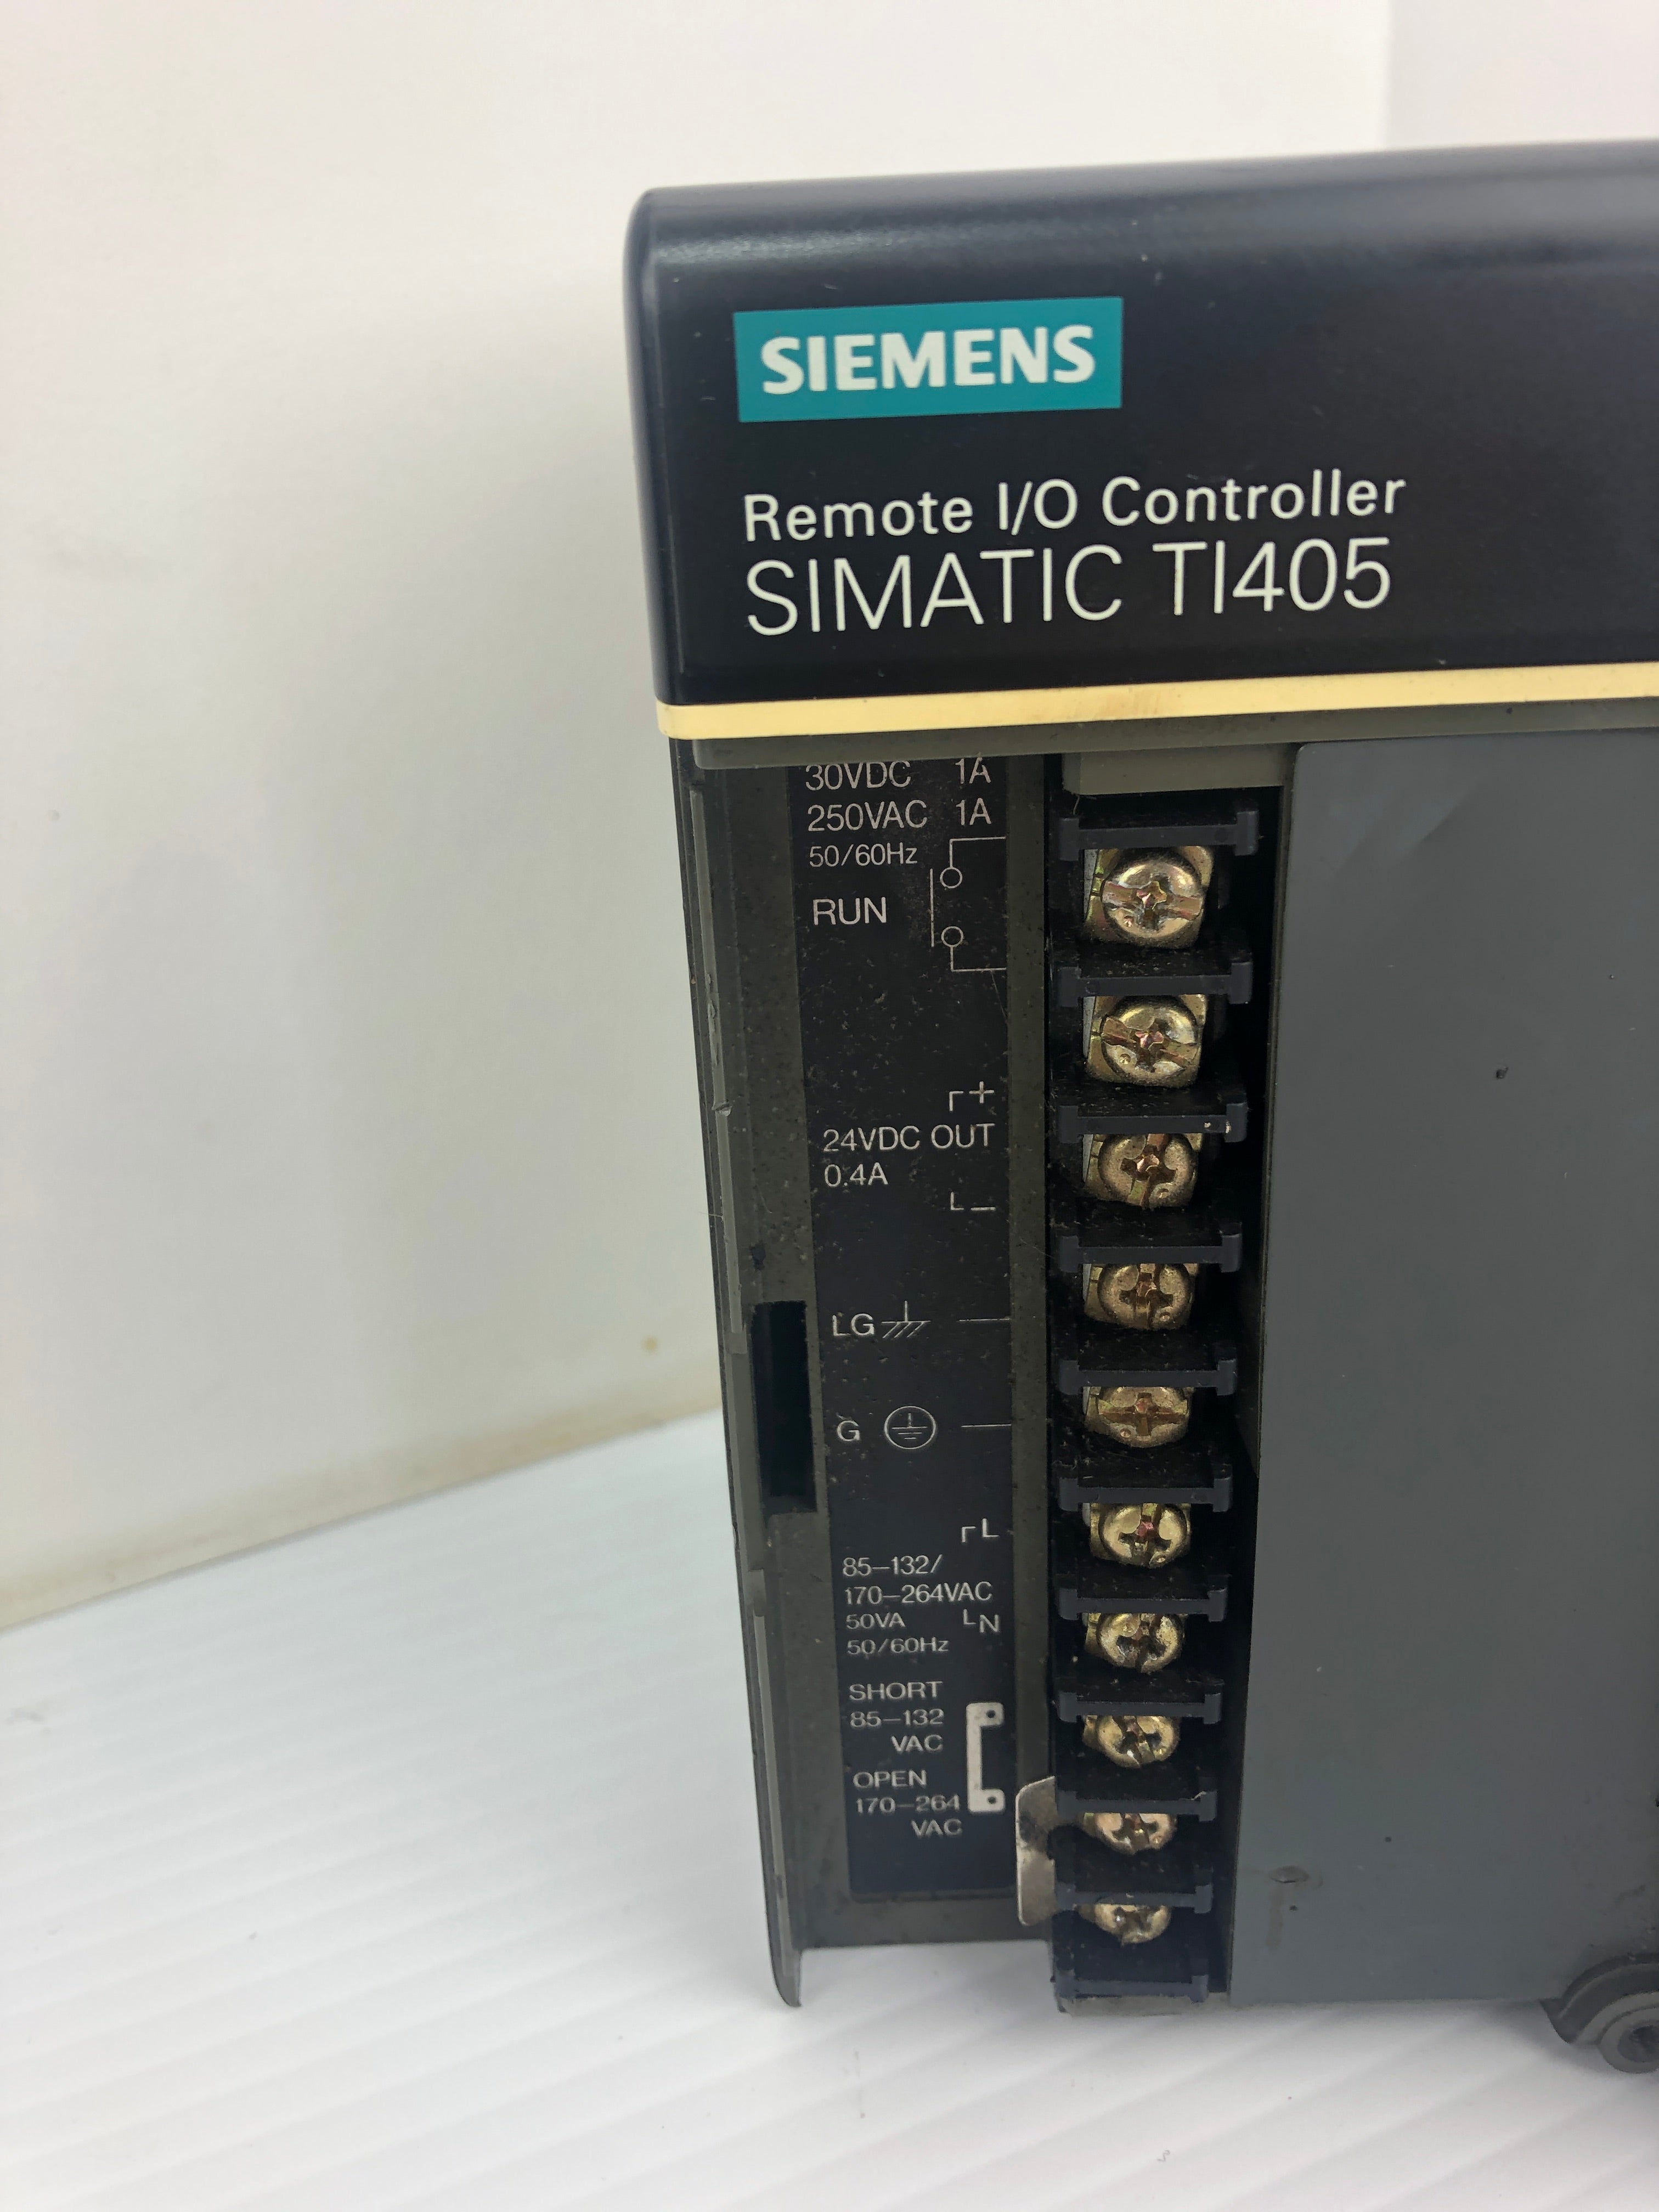 SIEMENS
Remote I/O Controller
SIMATIC TI405
30VDC 1A
250VAC 1A
50/60Hz
RUN
+
24VDC OUT
0.4A
–
LG
G
L
85–132/
170–264VAC
50VA N
50/60Hz
SHORT
85–132
VAC
OPEN
170–264
VAC